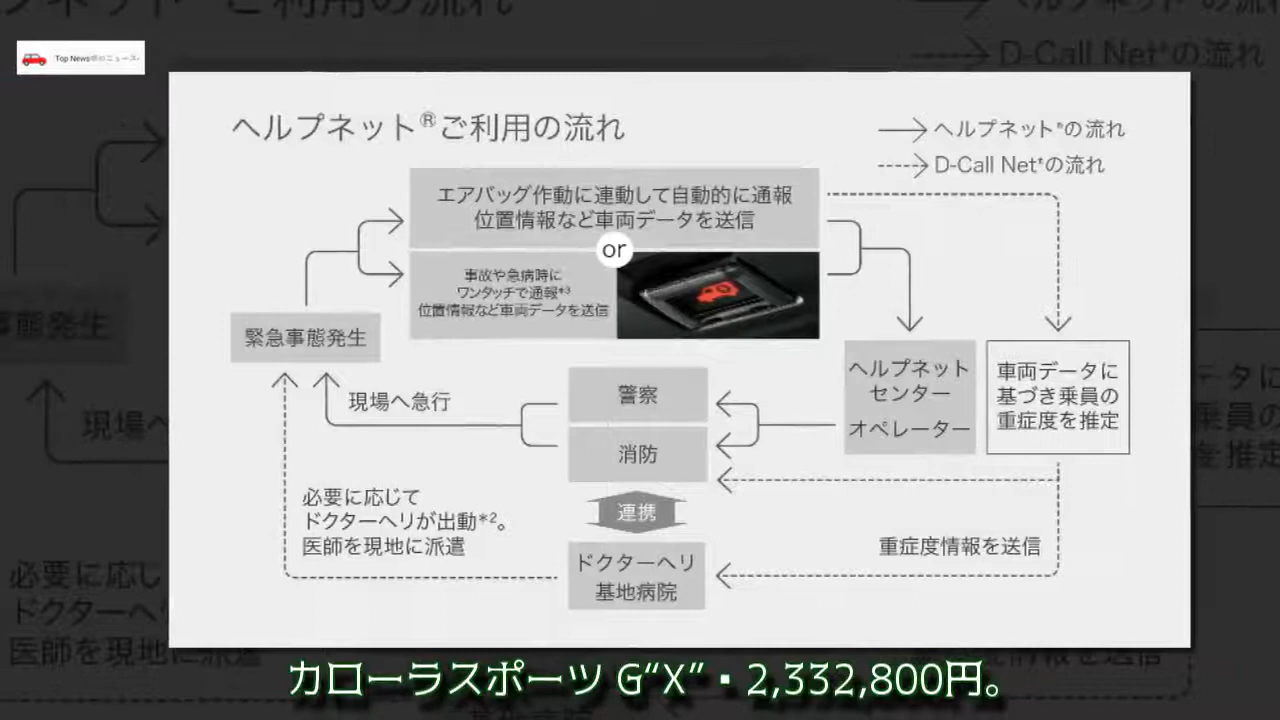 Top News車のニュース
ヘルプネット®ご利用の流れ
ヘルプネット®の流れ
D-Call Net†の流れ
エアバッグ作動に連動して自動的に通報
位置情報など車両データを送信
or
事故や急病時に
ワンタッチで通報*3
位置情報など車両データを送信
緊急事態発生
ヘルプネット
センター
オペレーター
車両データに
基づき乗員の
重症度を推定
現場へ急行
警察
消防
連携
ドクターヘリ
基地病院
必要に応じて
ドクターヘリが出動*2。
医師を現地に派遣
重症度情報を送信
カローラスポーツ G“X”・2,332,800円。